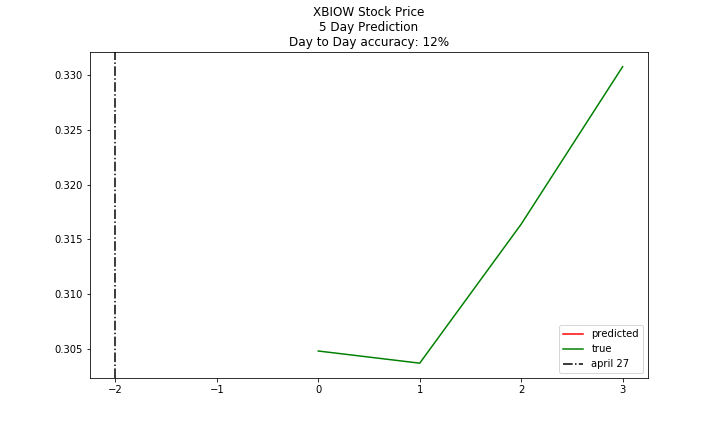 XBIOW Stock Price
5 Day Prediction
Day to Day accuracy: 12%
0.330
0.325
0.320
0.315
0.310
0.305
−2
−1
0
1
2
3
predicted
true
april 27